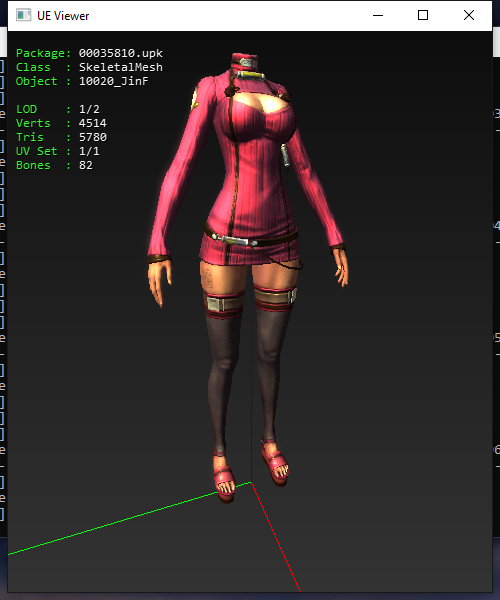 UE Viewer
Package: 00035810.upk
Class : SkeletalMesh
Object : 10020_JinF
LOD : 1/2
Verts : 4514
Tris : 5780
UV Set : 1/1
Bones : 82